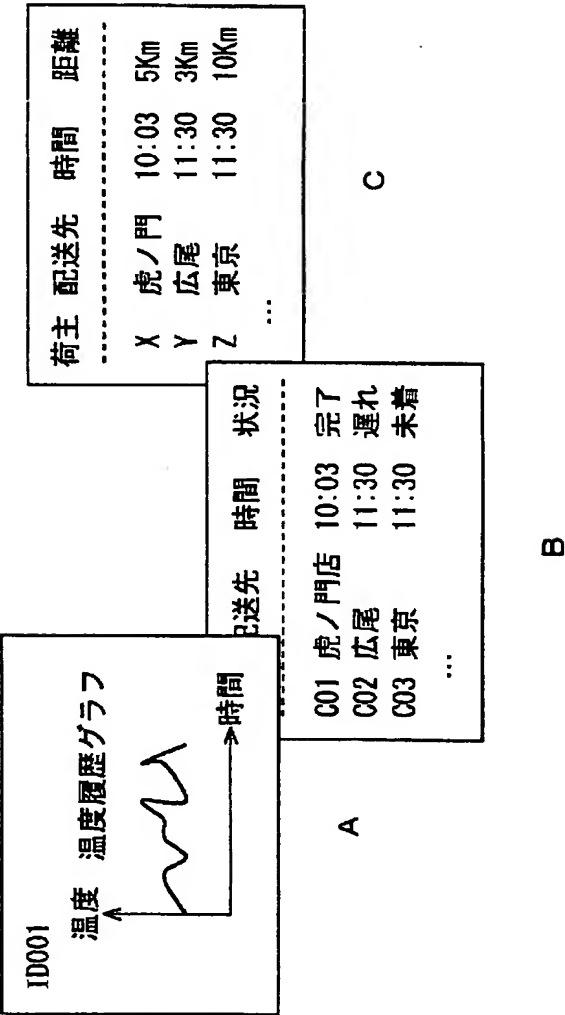 ID001
温度 温度履歴グラフ
時間
A
配送先 時間 状況
C01 虎ノ門店 10:03 完了
C02 広尾 11:30 遅れ
C03 東京 11:30 未着
...
B
荷主 配送先 時間 距離
X 虎ノ門 10:03 5Km
Y 広尾 11:30 3Km
Z 東京 11:30 10Km
...
C